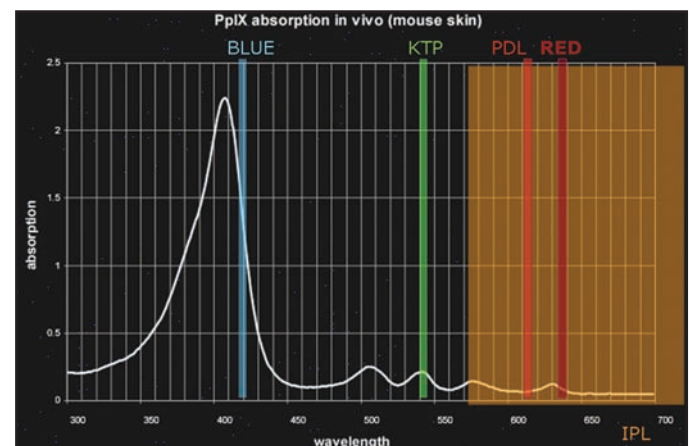 PpIX absorption in vivo (mouse skin)
BLUE KTP PDL RED
2.5
2
1.5
1
0.5
0
absorption
300 350 400 450 500 550 600 650 700
wavelength
IPL